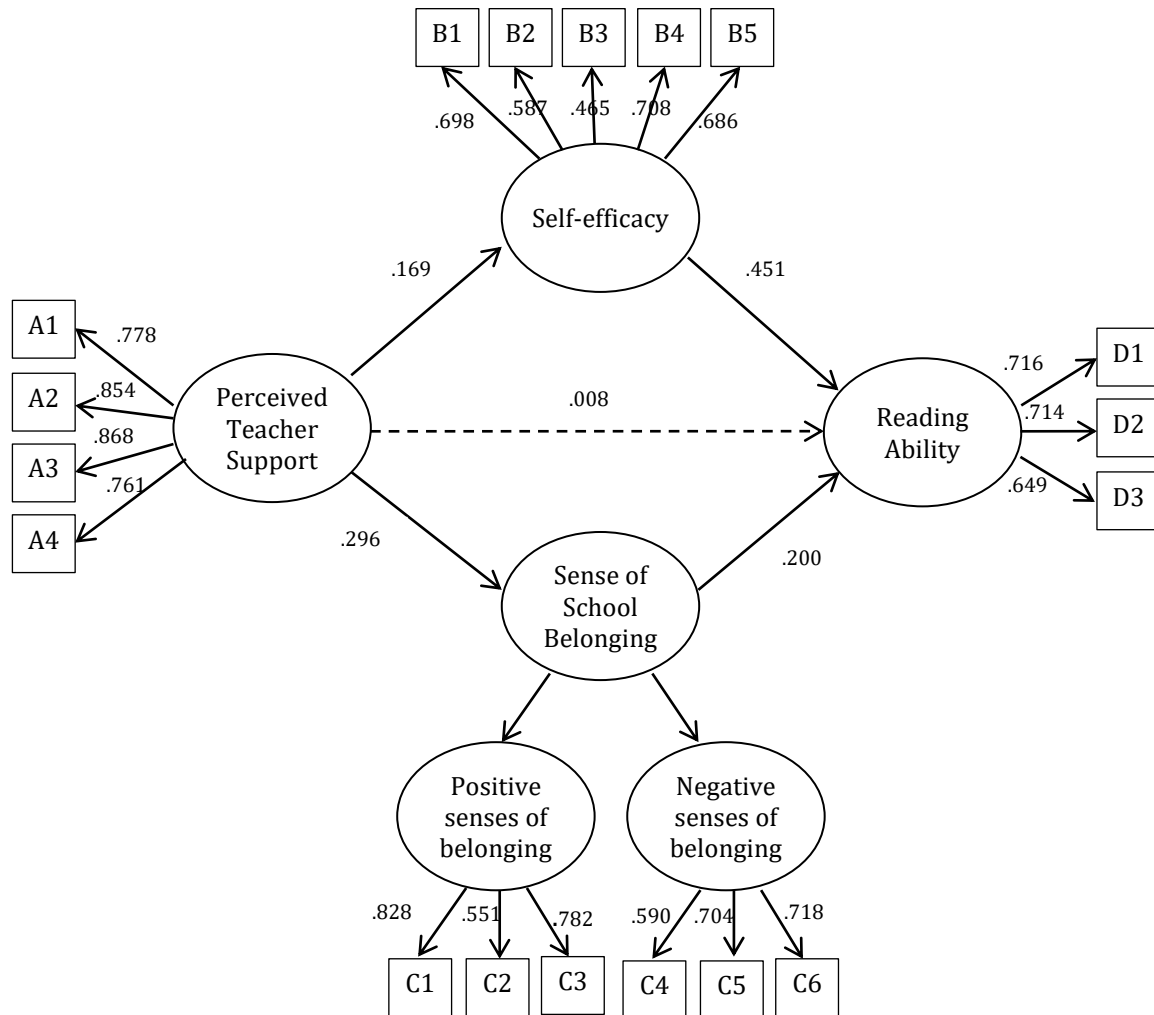 B1 B2 B3 B4 B5
.698 .587 .465 .708 .686
Self-efficacy
.169 .451
A1
A2
A3
A4
.778
.854
.868
.761
Perceived
Teacher
Support
.008
Reading
Ability
.716
.714
.649
D1
D2
D3
.296 .200
Sense of
School
Belonging
Positive
senses of
belonging
Negative
senses of
belonging
.828 .551 .782 .590 .704 .718
C1 C2 C3 C4 C5 C6